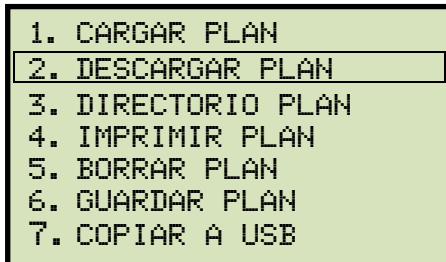 1. CARGAR PLAN
2. DESCARGAR PLAN
3. DIRECTORIO PLAN
4. IMPRIMIR PLAN
5. BORRAR PLAN
6. GUARDAR PLAN
7. COPIAR A USB